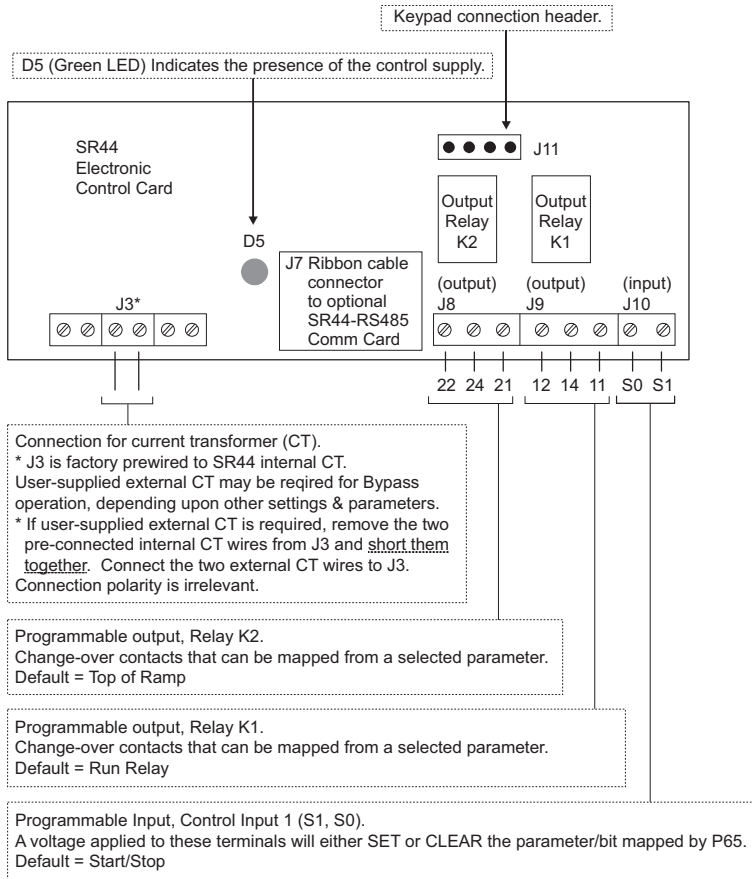 Keypad connection header.
D5 (Green LED) Indicates the presence of the control supply.
SR44
Electronic
Control Card
J11
Output
Relay
K2
Output
Relay
K1
D5
J7 Ribbon cable
connector
to optional
SR44-RS485
Comm Card
(output)
J8
(output)
J9
(input)
J10
J3*
22 24 21 12 14 11 S0 S1
Connection for current transformer (CT).
* J3 is factory prewired to SR44 internal CT.
User-supplied external CT may be reqired for Bypass
operation, depending upon other settings & parameters.
* If user-supplied external CT is required, remove the two
pre-connected internal CT wires from J3 and short them
together. Connect the two external CT wires to J3.
Connection polarity is irrelevant.
Programmable output, Relay K2.
Change-over contacts that can be mapped from a selected parameter.
Default = Top of Ramp
Programmable output, Relay K1.
Change-over contacts that can be mapped from a selected parameter.
Default = Run Relay
Programmable Input, Control Input 1 (S1, S0).
A voltage applied to these terminals will either SET or CLEAR the parameter/bit mapped by P65.
Default = Start/Stop